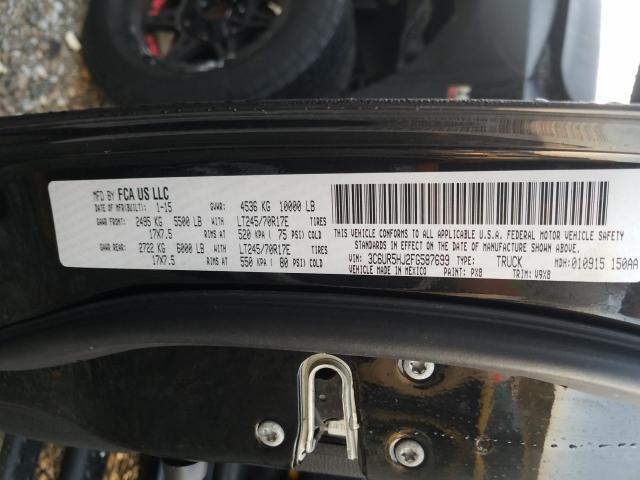 MFD BY FCA US LLC
DATE OF MFR(BUILT): 1-15 GVWR: 4536 KG 10000 LB
GAWR FRONT: 2495 KG 5500 LB WITH LT245/70R17E TIRES
17X7.5 RIMS AT 520 KPA ( 75 PSI) COLD
GAWR REAR: 2722 KG 6000 LB WITH LT245/70R17E TIRES
17X7.5 RIMS AT 550 KPA ( 80 PSI) COLD
THIS VEHICLE CONFORMS TO ALL APPLICABLE U.S.A. FEDERAL MOTOR VEHICLE SAFETY
STANDARDS IN EFFECT ON THE DATE OF MANUFACTURE SHOWN ABOVE.
VIN: 3C6UR5HJ2FG587699 TYPE: TRUCK MDH:010915 150AA
VEHICLE MADE IN MEXICO PAINT: PX8 TRIM: V9X8